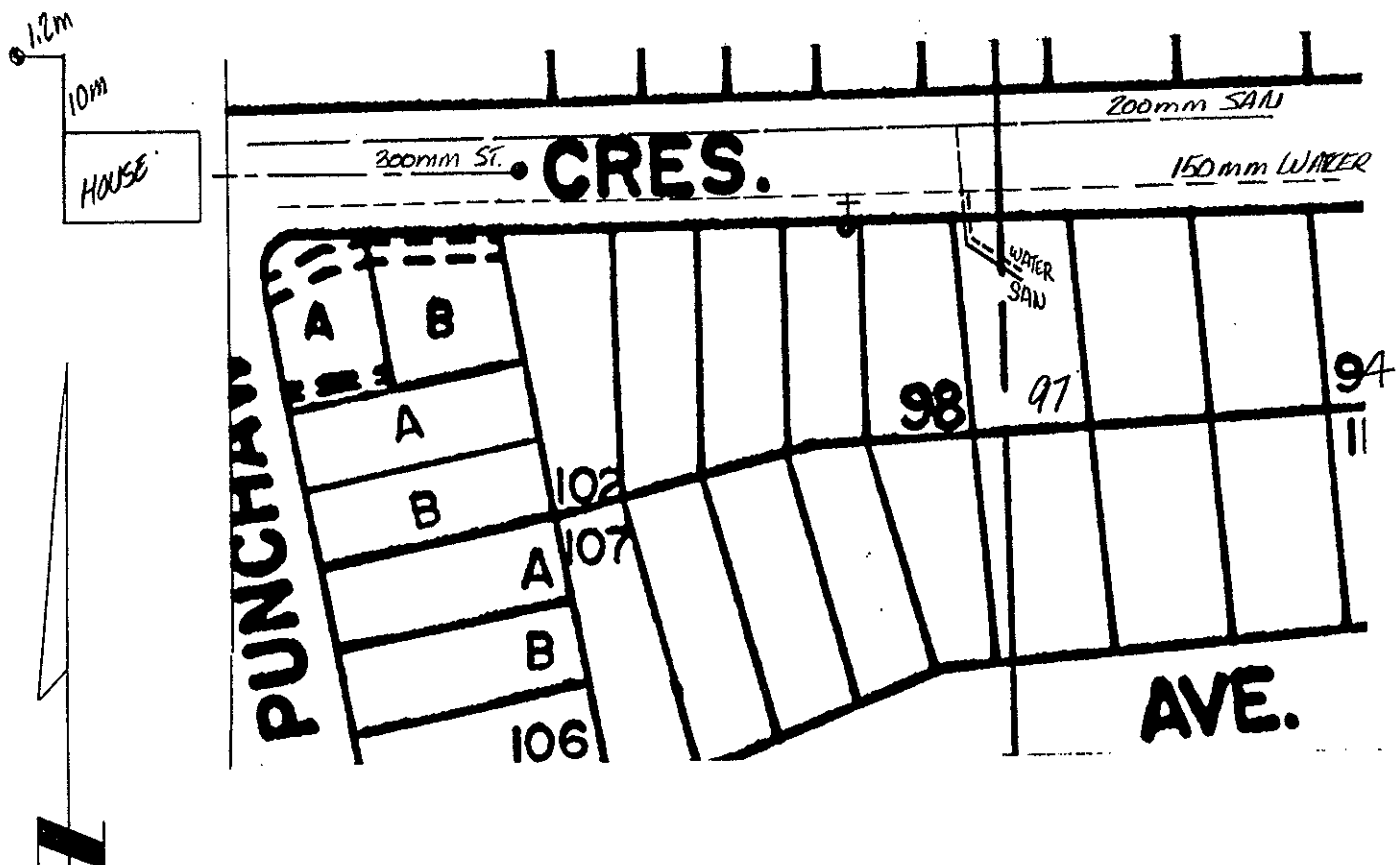 1.2m
10m
HOUSE
200mm SAN
300mm ST.
CRES.
150mm WATER
WATER
SAN
A
B
A
B
98
97
94
11
102
107
A
B
106
PUNCHAW
AVE.
N